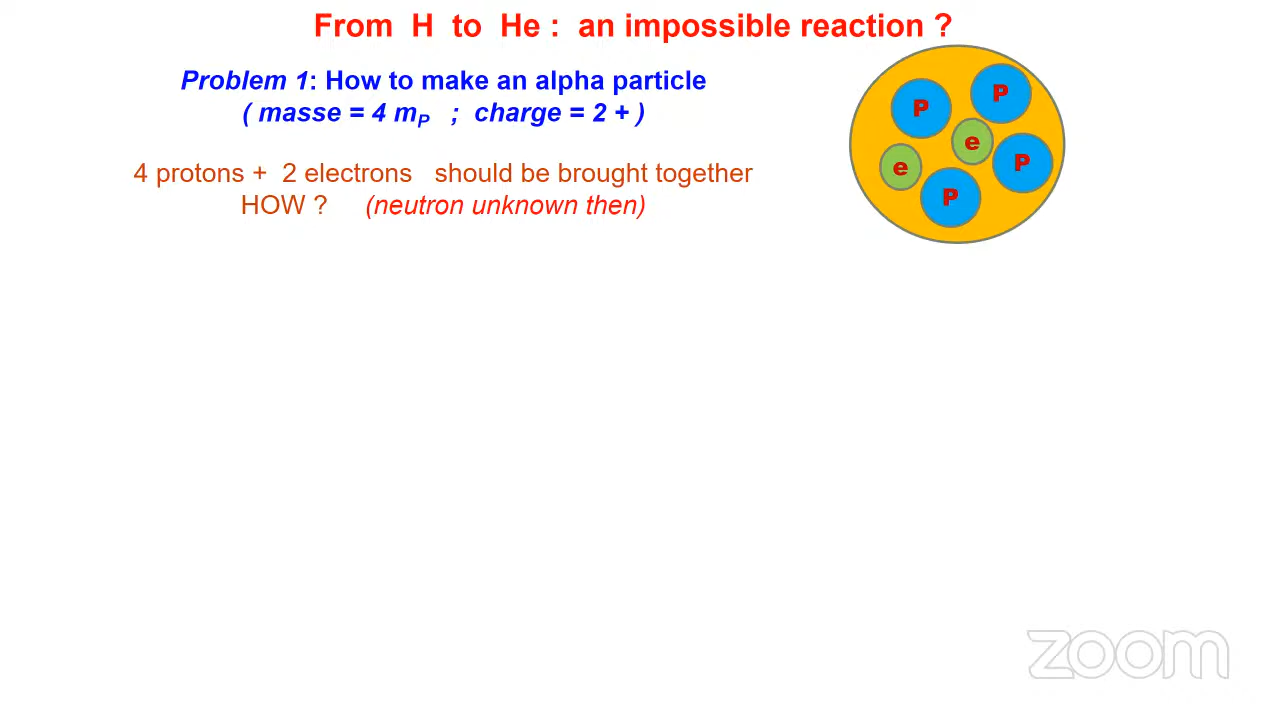 From H to He : an impossible reaction ?
Problem 1: How to make an alpha particle
( masse = 4 mP ; charge = 2 + )
4 protons + 2 electrons should be brought together
HOW ? (neutron unknown then)
P
P
e
e
P
P
zoom